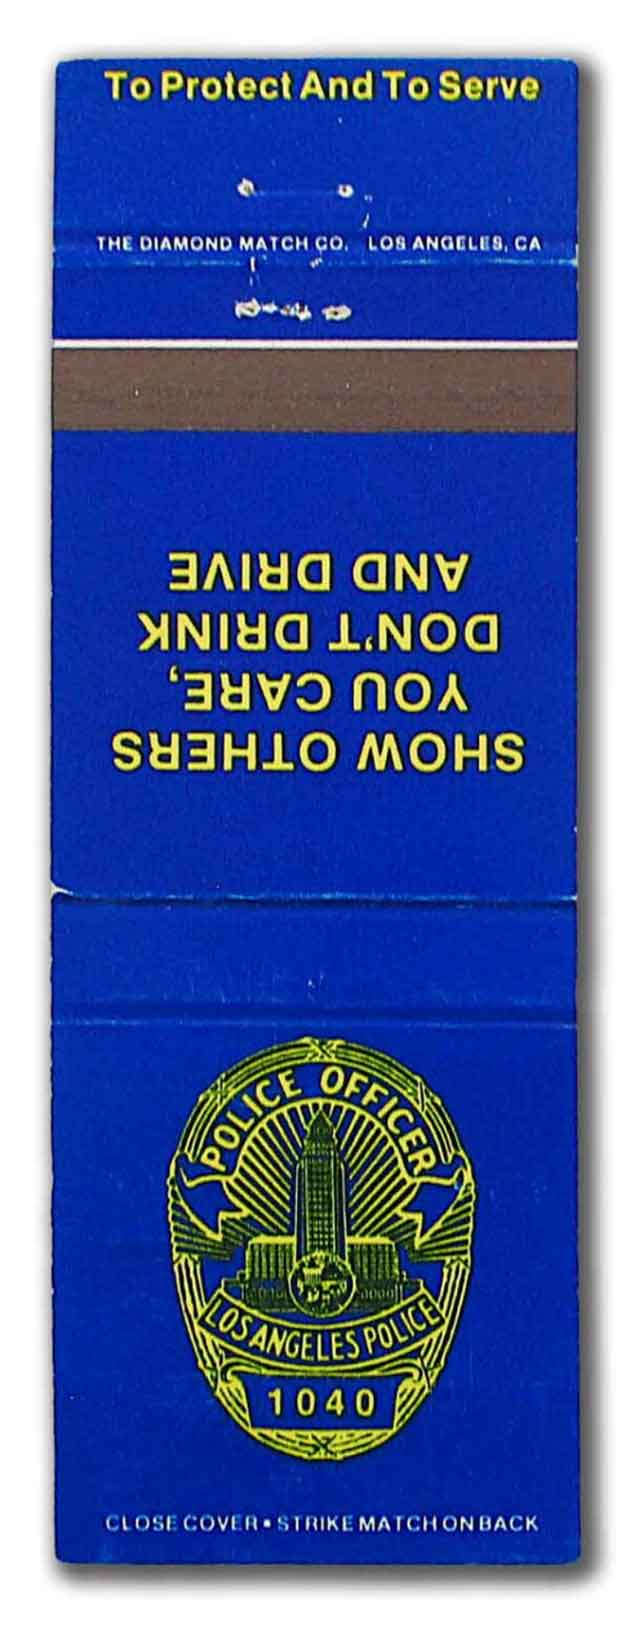 To Protect And To Serve
THE DIAMOND MATCH CO. LOS ANGELES, CA
SHOW OTHERS
YOU CARE,
DON'T DRINK
AND DRIVE
POLICE OFFICER
LOS ANGELES POLICE
1040
CLOSE COVER • STRIKE MATCH ON BACK